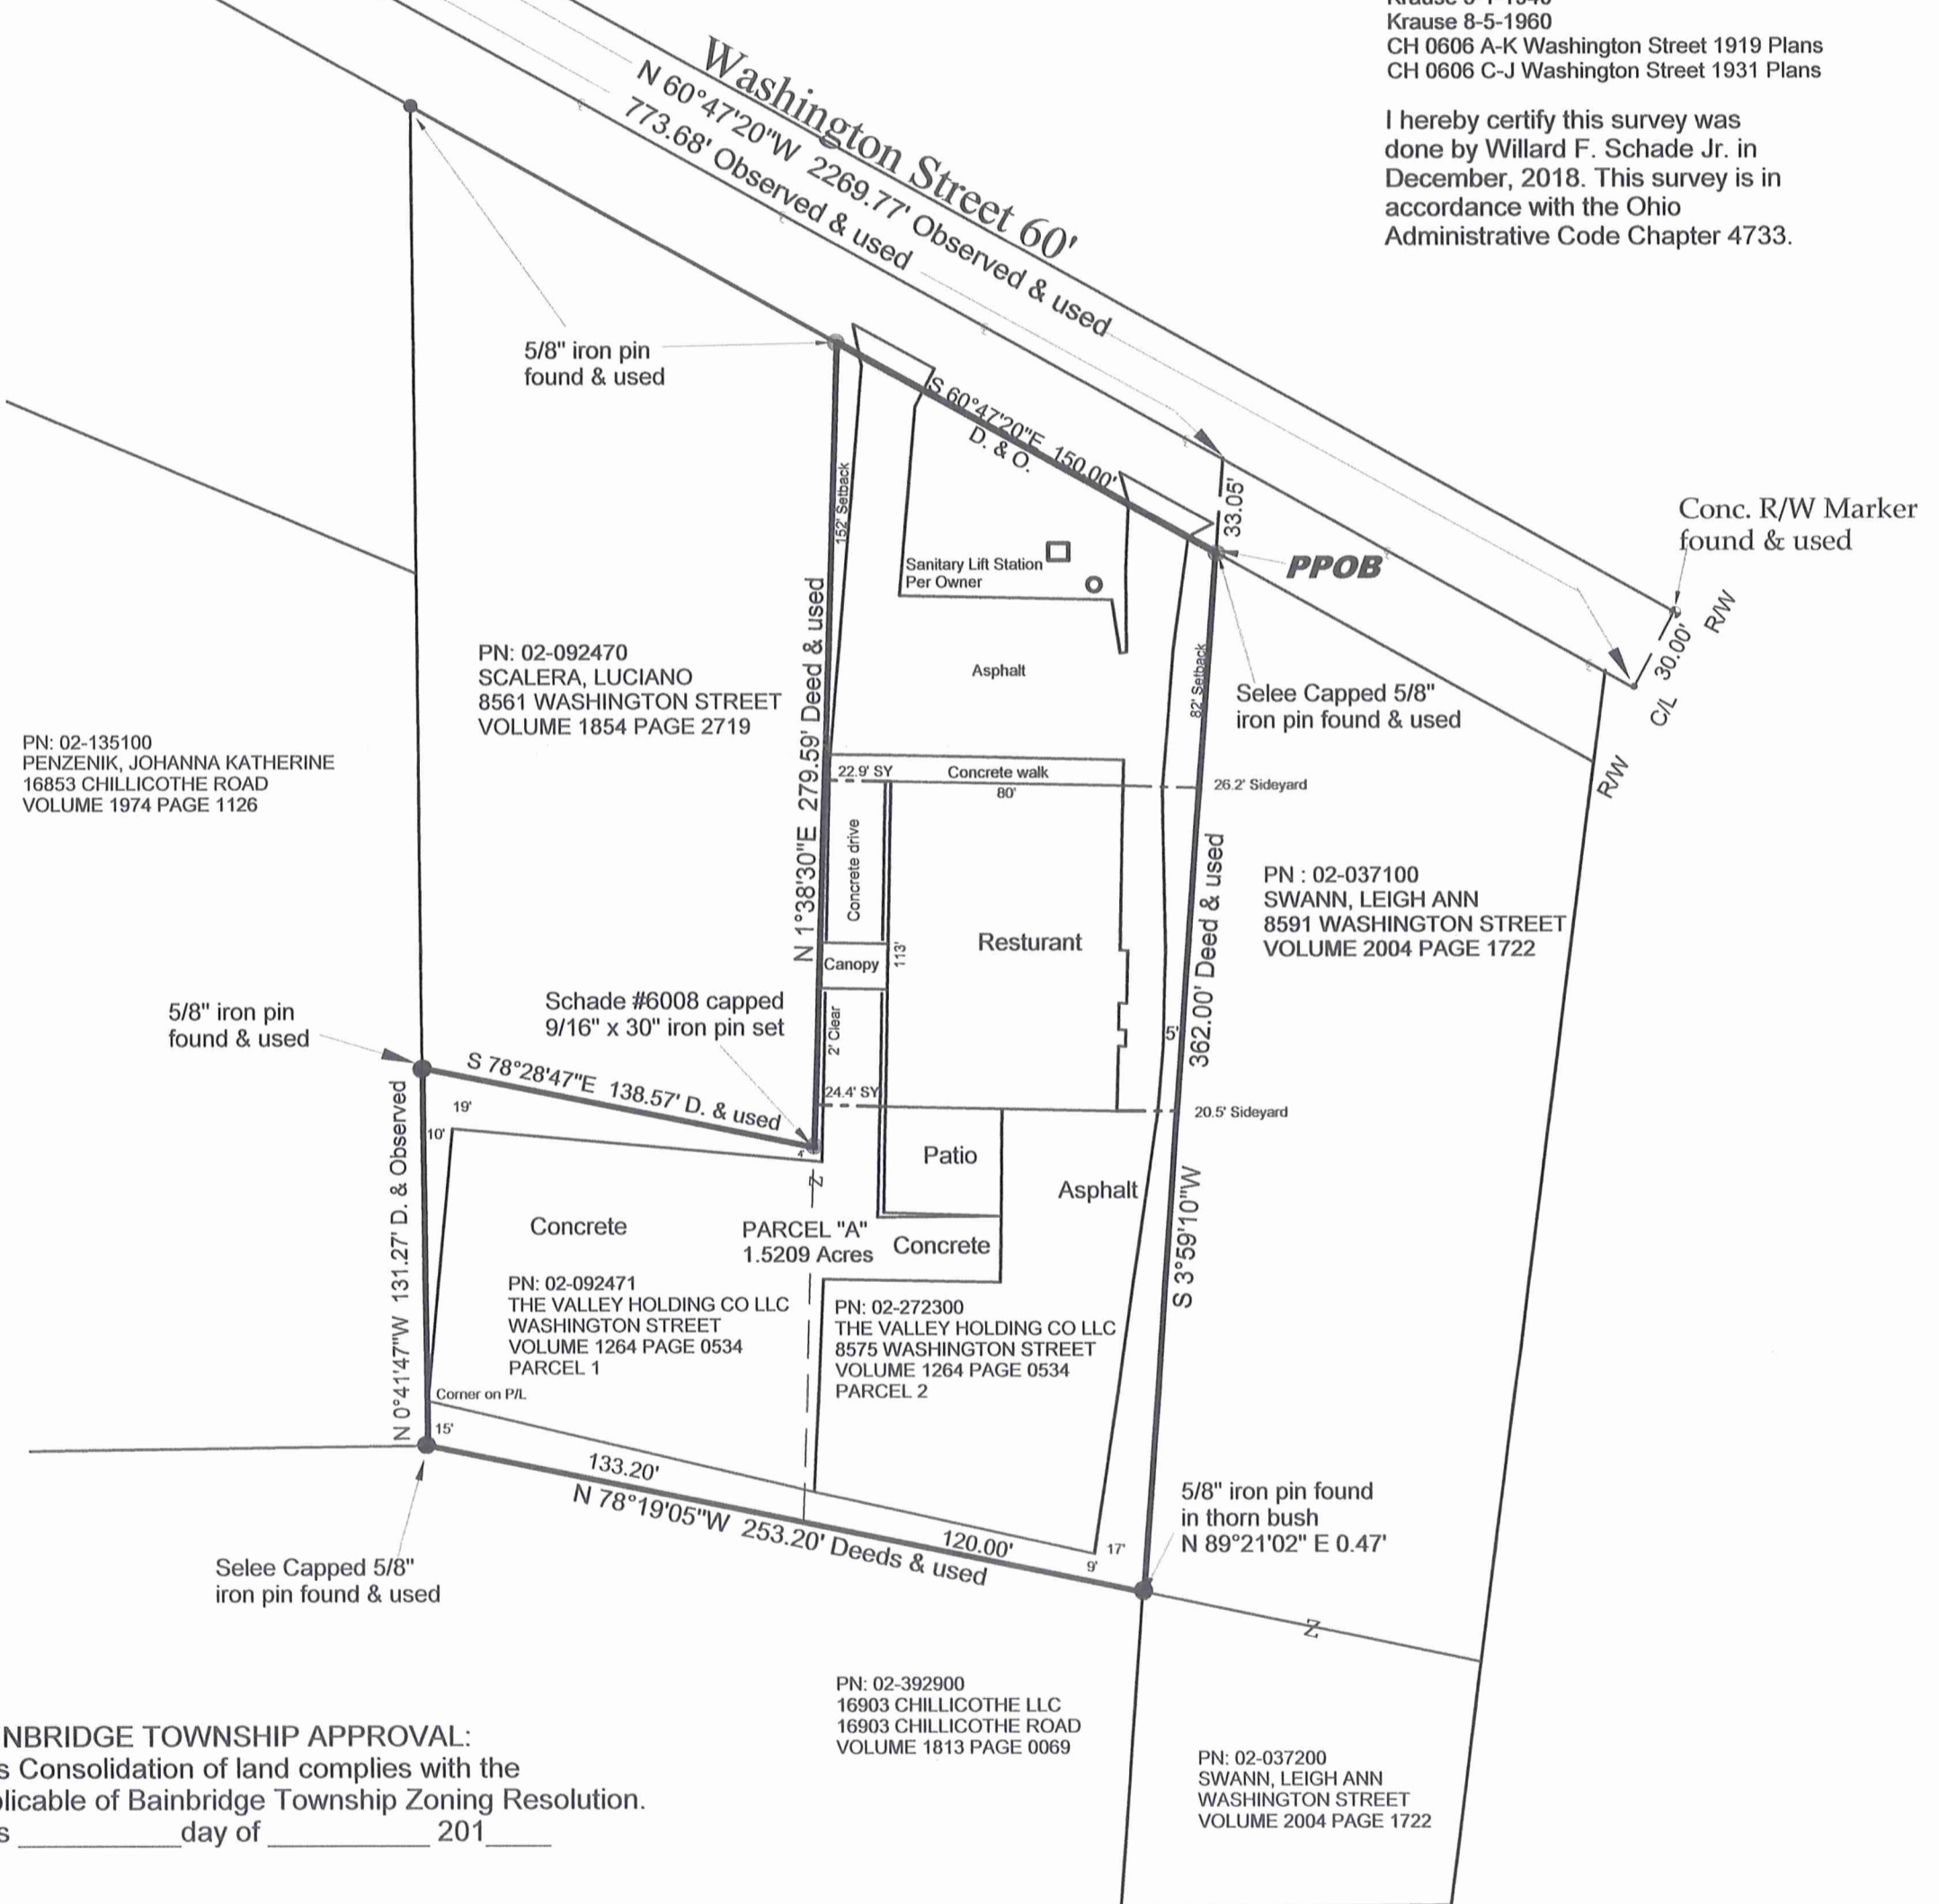 Krause 8-5-1960
CH 0606 A-K Washington Street 1919 Plans
CH 0606 C-J Washington Street 1931 Plans
I hereby certify this survey was
done by Willard F. Schade Jr. in
December, 2018. This survey is in
accordance with the Ohio
Administrative Code Chapter 4733.
Washington Street 60'
N 60°47'20"W 2269.77' Observed & used
773.68' Observed & used
5/8" iron pin
found & used
S 60°47'20"E 150.00'
D. & O.
33.05'
PPOB
Conc. R/W Marker
found & used
R/W
30.00'
C/L
R/W
152' Setback
Sanitary Lift Station
Per Owner
Asphalt
82' Setback
Selee Capped 5/8"
iron pin found & used
N 1°38'30"E 279.59' Deed & used
PN: 02-092470
SCALERA, LUCIANO
8561 WASHINGTON STREET
VOLUME 1854 PAGE 2719
PN: 02-135100
PENZENIK, JOHANNA KATHERINE
16853 CHILLICOTHE ROAD
VOLUME 1974 PAGE 1126
22.9' SY
Concrete walk
80'
26.2' Sideyard
Concrete drive
Canopy
113'
Resturant
362.00' Deed & used
PN : 02-037100
SWANN, LEIGH ANN
8591 WASHINGTON STREET
VOLUME 2004 PAGE 1722
5/8" iron pin
found & used
Schade #6008 capped
9/16" x 30" iron pin set
2' Clear
5'
S 78°28'47"E 138.57' D. & used
24.4' SY
20.5' Sideyard
19'
10'
4'
Z
Patio
Asphalt
N 0°41'47"W 131.27' D. & Observed
Concrete
PARCEL "A"
1.5209 Acres
Concrete
S 3°59'10"W
PN: 02-092471
THE VALLEY HOLDING CO LLC
WASHINGTON STREET
VOLUME 1264 PAGE 0534
PARCEL 1
PN: 02-272300
THE VALLEY HOLDING CO LLC
8575 WASHINGTON STREET
VOLUME 1264 PAGE 0534
PARCEL 2
Corner on P/L
15'
133.20'
N 78°19'05"W 253.20' Deeds & used
120.00'
17'
9'
5/8" iron pin found
in thorn bush
N 89°21'02" E 0.47'
Selee Capped 5/8"
iron pin found & used
Z
PN: 02-392900
16903 CHILLICOTHE LLC
16903 CHILLICOTHE ROAD
VOLUME 1813 PAGE 0069
PN: 02-037200
SWANN, LEIGH ANN
WASHINGTON STREET
VOLUME 2004 PAGE 1722
NBRIDGE TOWNSHIP APPROVAL:
s Consolidation of land complies with the
licable of Bainbridge Township Zoning Resolution.
s ___________day of ___________ 201____